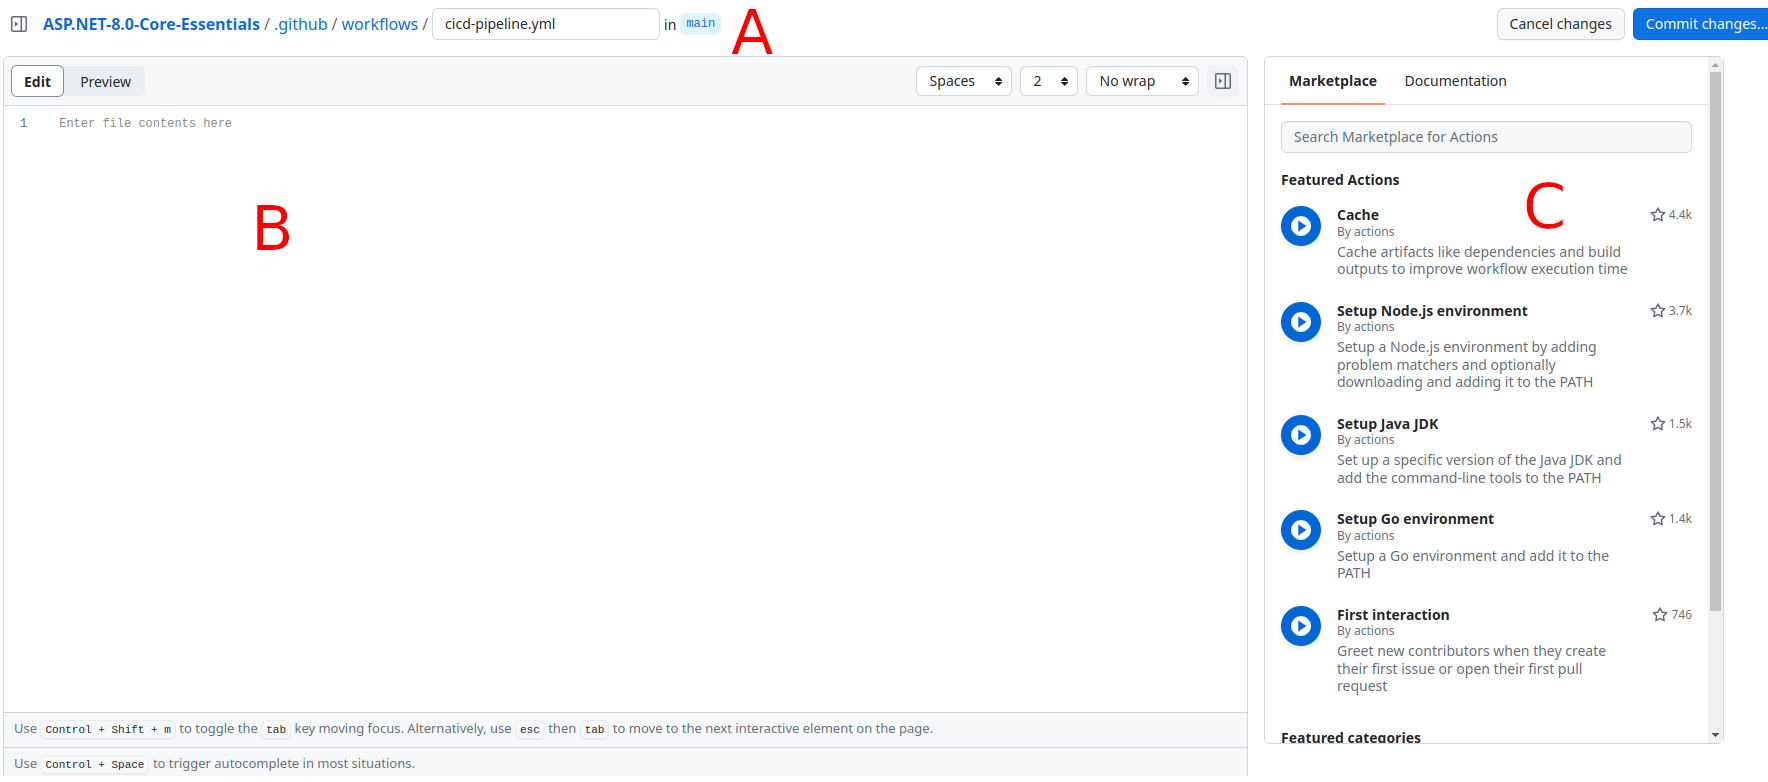 ASP.NET-8.0-Core-Essentials / .github / workflows / cicd-pipeline.yml in main A Cancel changes Commit changes...
Edit Preview Spaces 2 No wrap
1 Enter file contents here
B
Use Control + Shift + m to toggle the tab key moving focus. Alternatively, use esc then tab to move to the next interactive element on the page.
Use Control + Space to trigger autocomplete in most situations.
Marketplace Documentation
Search Marketplace for Actions
Featured Actions
C
Cache 4.4k
By actions
Cache artifacts like dependencies and build
outputs to improve workflow execution time
Setup Node.js environment 3.7k
By actions
Setup a Node.js environment by adding
problem matchers and optionally
downloading and adding it to the PATH
Setup Java JDK 1.5k
By actions
Set up a specific version of the Java JDK and
add the command-line tools to the PATH
Setup Go environment 1.4k
By actions
Setup a Go environment and add it to the
PATH
First interaction 746
By actions
Greet new contributors when they create
their first issue or open their first pull
request
Featured categories